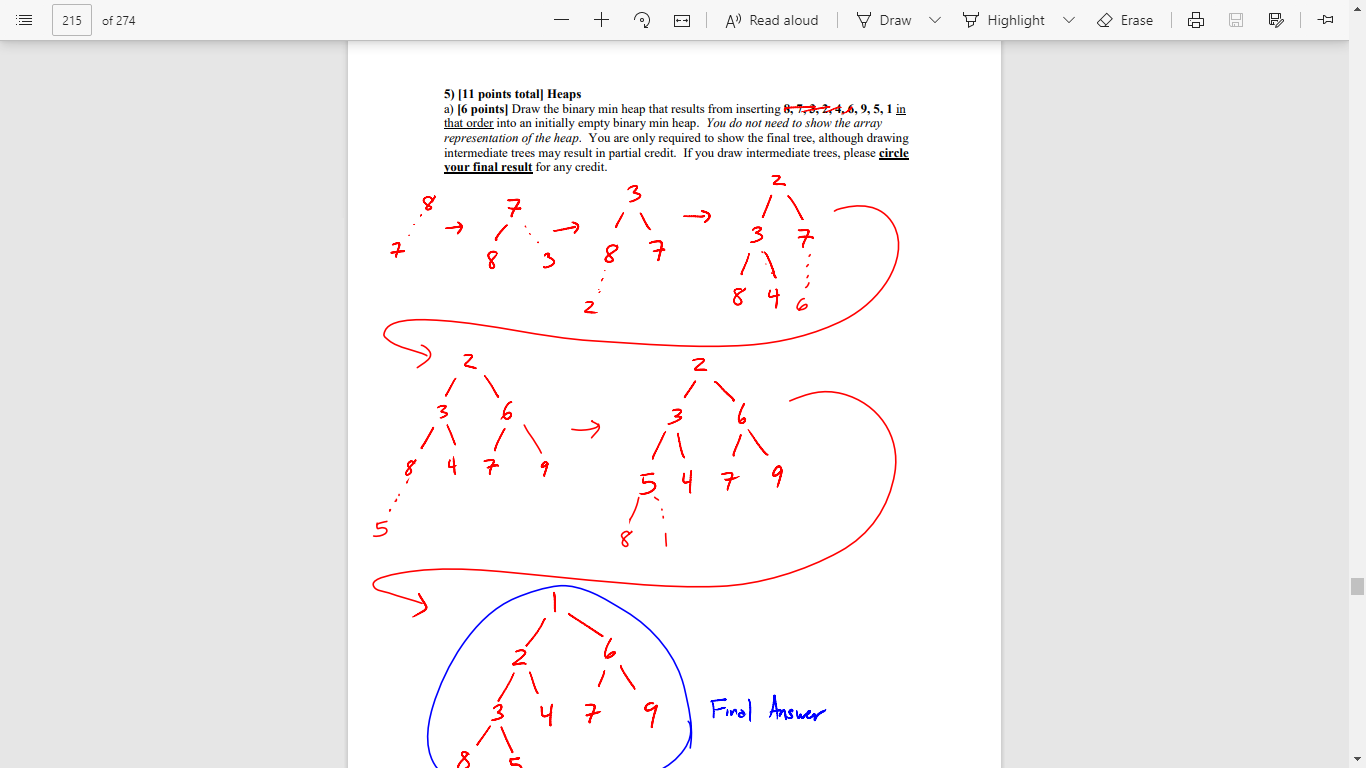 215 of 274 Read aloud Draw Highlight Erase
5) [11 points total] Heaps
a) [6 points] Draw the binary min heap that results from inserting 8, 7, 3, 2, 4, 6, 9, 5, 1 in
that order into an initially empty binary min heap. You do not need to show the array
representation of the heap. You are only required to show the final tree, although drawing
intermediate trees may result in partial credit. If you draw intermediate trees, please circle
your final result for any credit.
8
7
7
8 3
3
8 7
2
2
3 7
8 4 6
2
3 6
8 4 7 9
5
2
3 6
5 4 7 9
8 1
1
2 6
3 4 7 9
8 5
Final Answer